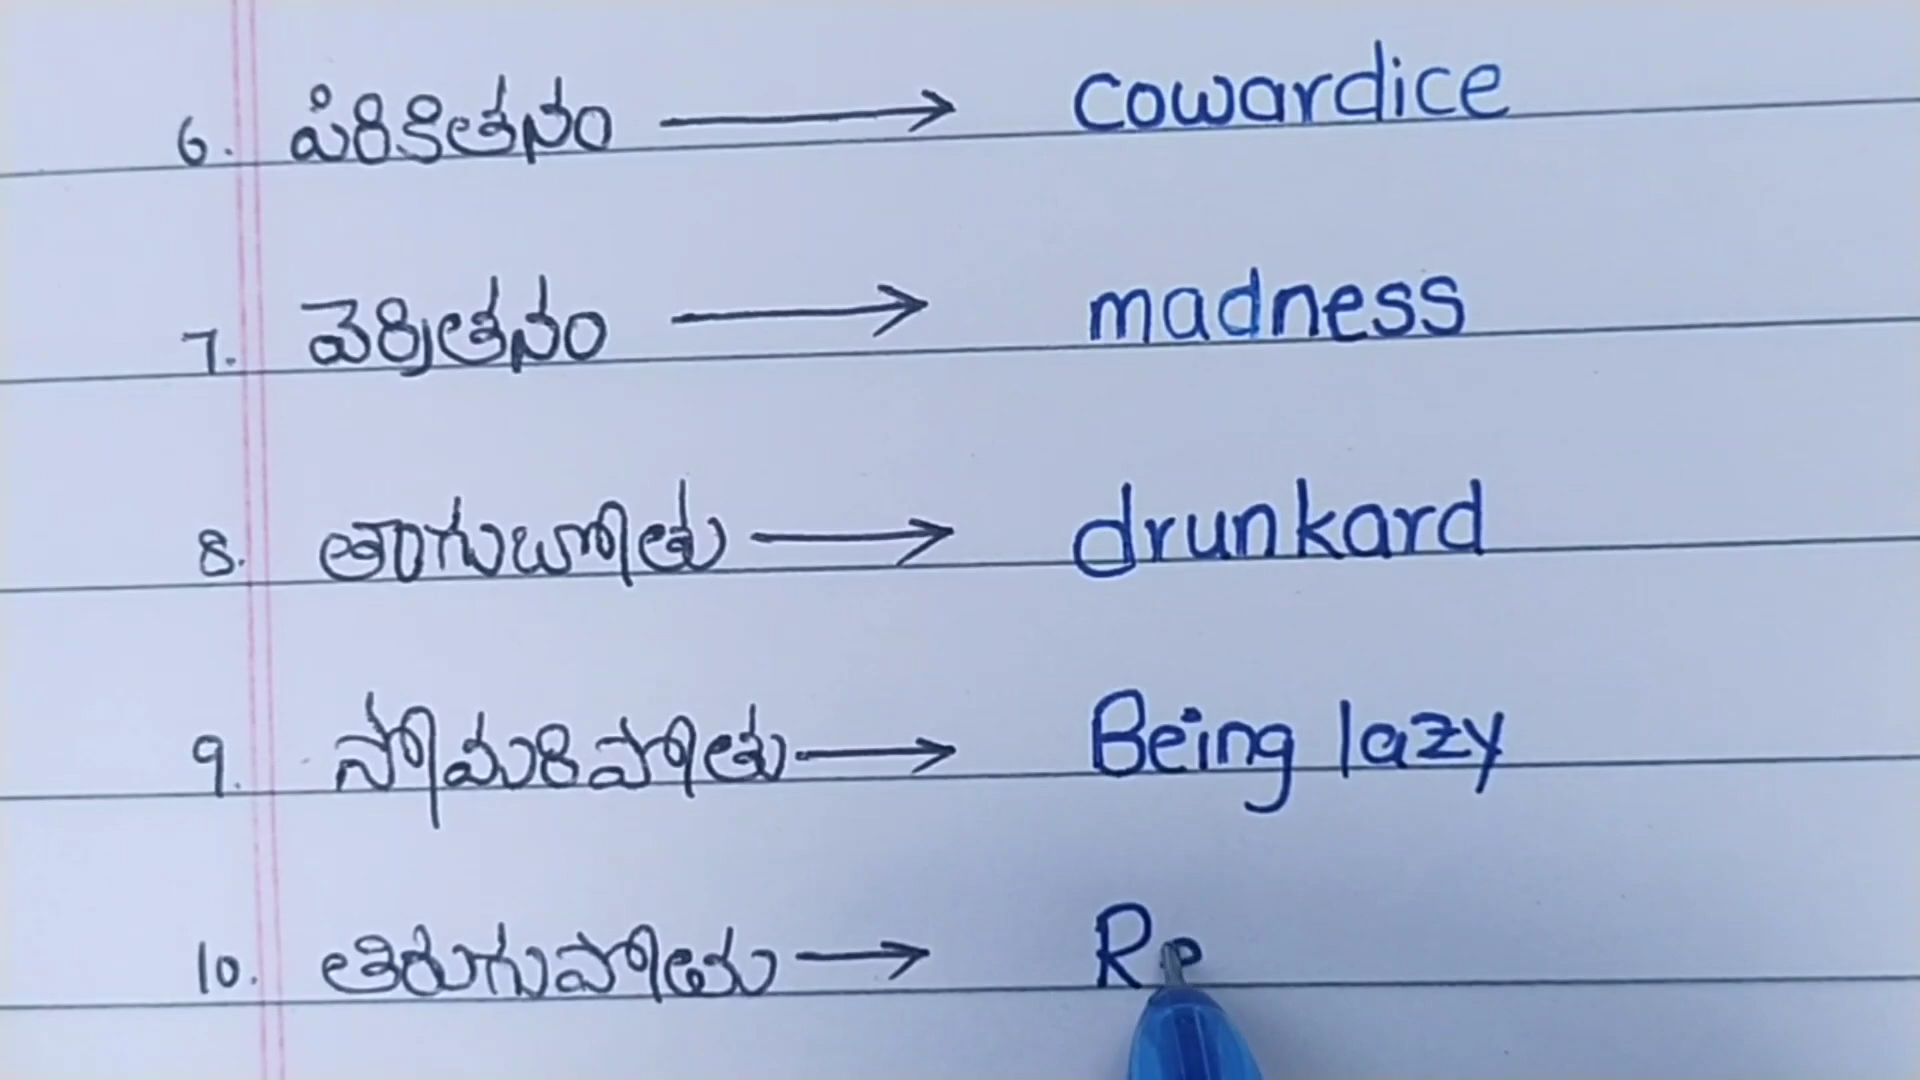 6. పిరికితనం → cowardice
7. వెర్రితనం → madness
8. తాగుబోతు → drunkard
9. సోమరిపోతు → Being lazy
10. తిరుగుపోతు → R